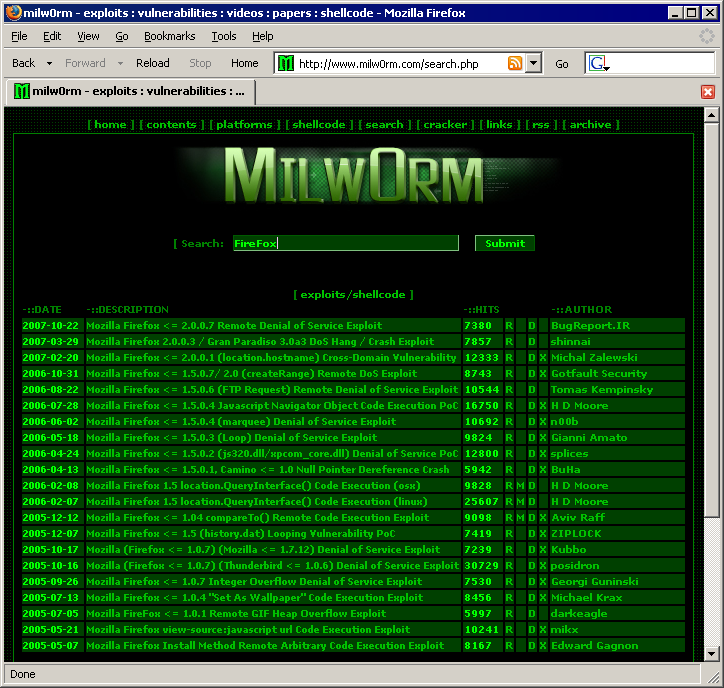 milw0rm - exploits : vulnerabilities : videos : papers : shellcode - Mozilla Firefox
File Edit View Go Bookmarks Tools Help
Back Forward Reload Stop Home http://www.milw0rm.com/search.php Go G
milw0rm - exploits : vulnerabilities : ...
[ home ] [ contents ] [ platforms ] [ shellcode ] [ search ] [ cracker ] [ links ] [ rss ] [ archive ]
MILW0RM
[ Search: FireFox Submit
[ exploits/shellcode ]
-::DATE -::DESCRIPTION -::HITS -::AUTHOR
2007-10-22 Mozilla Firefox <= 2.0.0.7 Remote Denial of Service Exploit 7380 R D BugReport.IR
2007-03-29 Mozilla Firefox 2.0.0.3 / Gran Paradiso 3.0a3 DoS Hang / Crash Exploit 7857 R D shinnai
2007-02-20 Mozilla Firefox <= 2.0.0.1 (location.hostname) Cross-Domain Vulnerability 12333 R D X Michal Zalewski
2006-10-31 Mozilla Firefox <= 1.5.0.7/ 2.0 (createRange) Remote DoS Exploit 8743 R D X Gotfault Security
2006-08-22 Mozilla Firefox <= 1.5.0.6 (FTP Request) Remote Denial of Service Exploit 10544 R D Tomas Kempinsky
2006-07-28 Mozilla Firefox <= 1.5.0.4 Javascript Navigator Object Code Execution PoC 16750 R D X H D Moore
2006-06-02 Mozilla Firefox <= 1.5.0.4 (marquee) Denial of Service Exploit 10692 R D X n00b
2006-05-18 Mozilla Firefox <= 1.5.0.3 (Loop) Denial of Service Exploit 9824 R D X Gianni Amato
2006-04-24 Mozilla Firefox <= 1.5.0.2 (js320.dll/xpcom_core.dll) Denial of Service PoC 12800 R D X splices
2006-04-13 Mozilla Firefox <= 1.5.0.1, Camino <= 1.0 Null Pointer Dereference Crash 5942 R D X BuHa
2006-02-08 Mozilla Firefox 1.5 location.QueryInterface() Code Execution (osx) 9828 R M D X H D Moore
2006-02-07 Mozilla Firefox 1.5 location.QueryInterface() Code Execution (linux) 25607 R M D X H D Moore
2005-12-12 Mozilla Firefox <= 1.04 compareTo() Remote Code Execution Exploit 9098 R M D X Aviv Raff
2005-12-07 Mozilla Firefox <= 1.5 (history.dat) Looping Vulnerability PoC 7419 R D X ZIPLOCK
2005-10-17 Mozilla (Firefox <= 1.0.7) (Mozilla <= 1.7.12) Denial of Service Exploit 7239 R D X Kubbo
2005-10-16 Mozilla (Firefox <= 1.0.7) (Thunderbird <= 1.0.6) Denial of Service Exploit 30729 R D X posidron
2005-09-26 Mozilla Firefox <= 1.0.7 Integer Overflow Denial of Service Exploit 7530 R D X Georgi Guninski
2005-07-13 Mozilla Firefox <= 1.0.4 "Set As Wallpaper" Code Execution Exploit 8456 R D X Michael Krax
2005-07-05 Mozilla FireFox <= 1.0.1 Remote GIF Heap Overflow Exploit 5997 R D darkeagle
2005-05-21 Mozilla Firefox view-source:javascript url Code Execution Exploit 10241 R D X mikx
2005-05-07 Mozilla Firefox Install Method Remote Arbitrary Code Execution Exploit 8167 R D X Edward Gagnon
Done